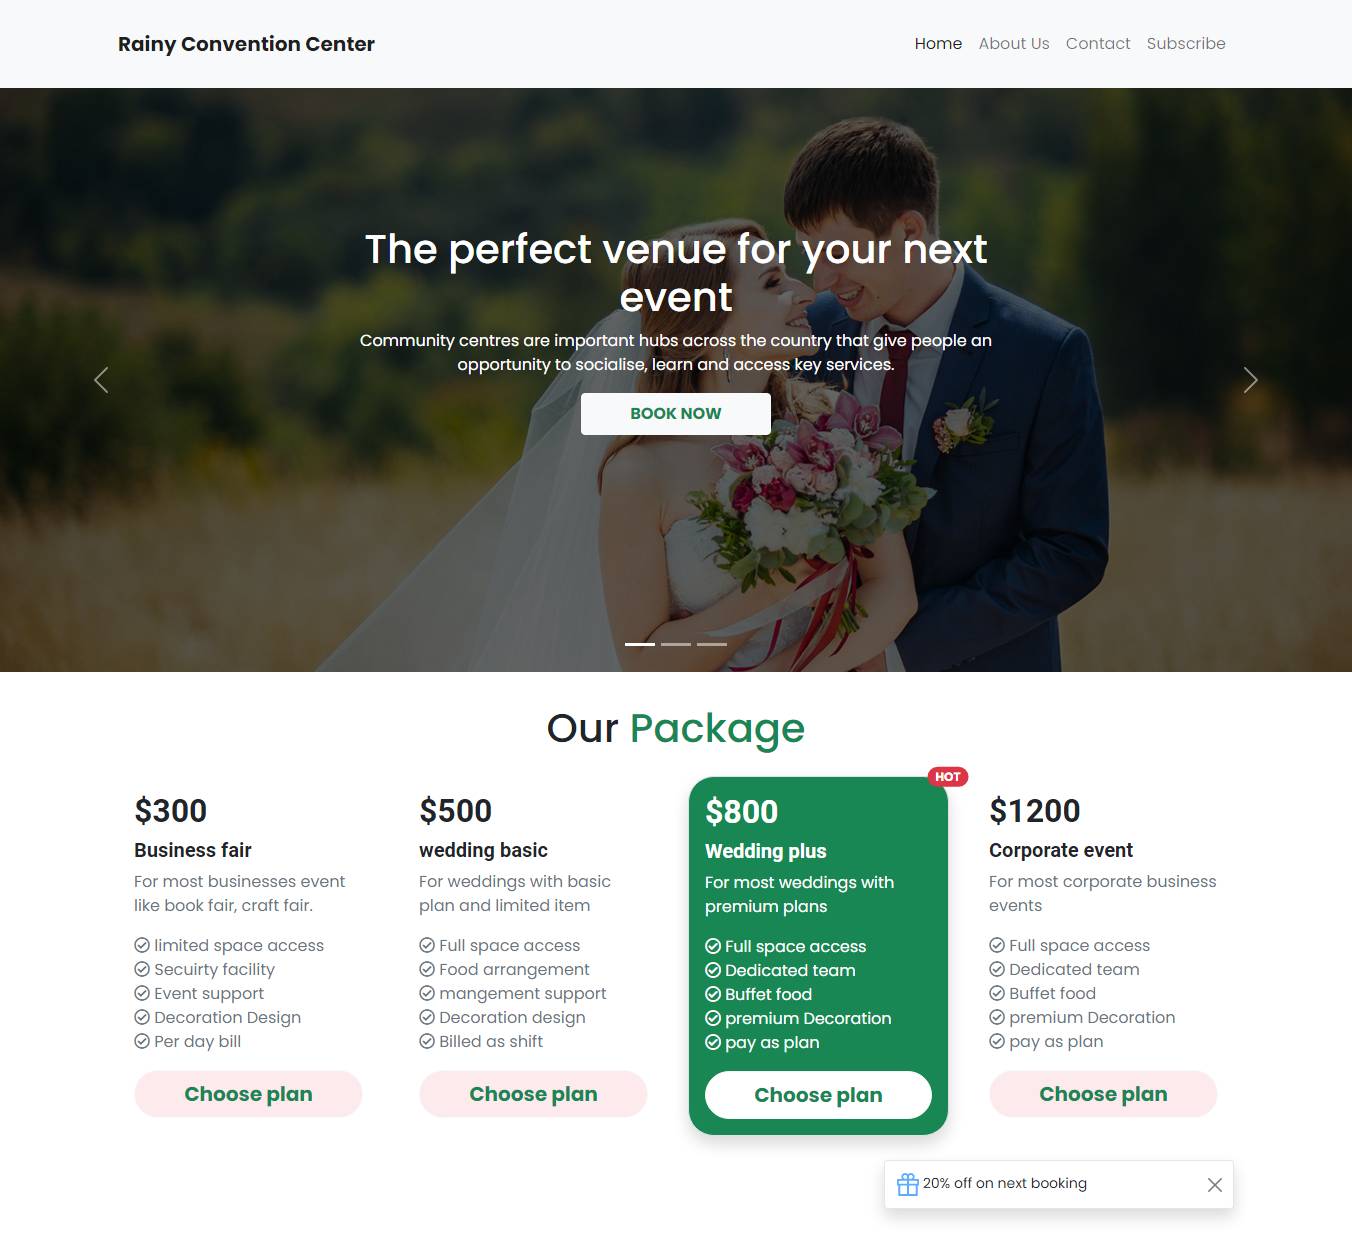 Rainy Convention Center
Home About Us Contact Subscribe
The perfect venue for your next
event
Community centres are important hubs across the country that give people an
opportunity to socialise, learn and access key services.
BOOK NOW
Our Package
$300
Business fair
For most businesses event
like book fair, craft fair.
limited space access
Secuirty facility
Event support
Decoration Design
Per day bill
Choose plan
$500
wedding basic
For weddings with basic
plan and limited item
Full space access
Food arrangement
mangement support
Decoration design
Billed as shift
Choose plan
HOT
$800
Wedding plus
For most weddings with
premium plans
Full space access
Dedicated team
Buffet food
premium Decoration
pay as plan
Choose plan
$1200
Corporate event
For most corporate business
events
Full space access
Dedicated team
Buffet food
premium Decoration
pay as plan
Choose plan
20% off on next booking